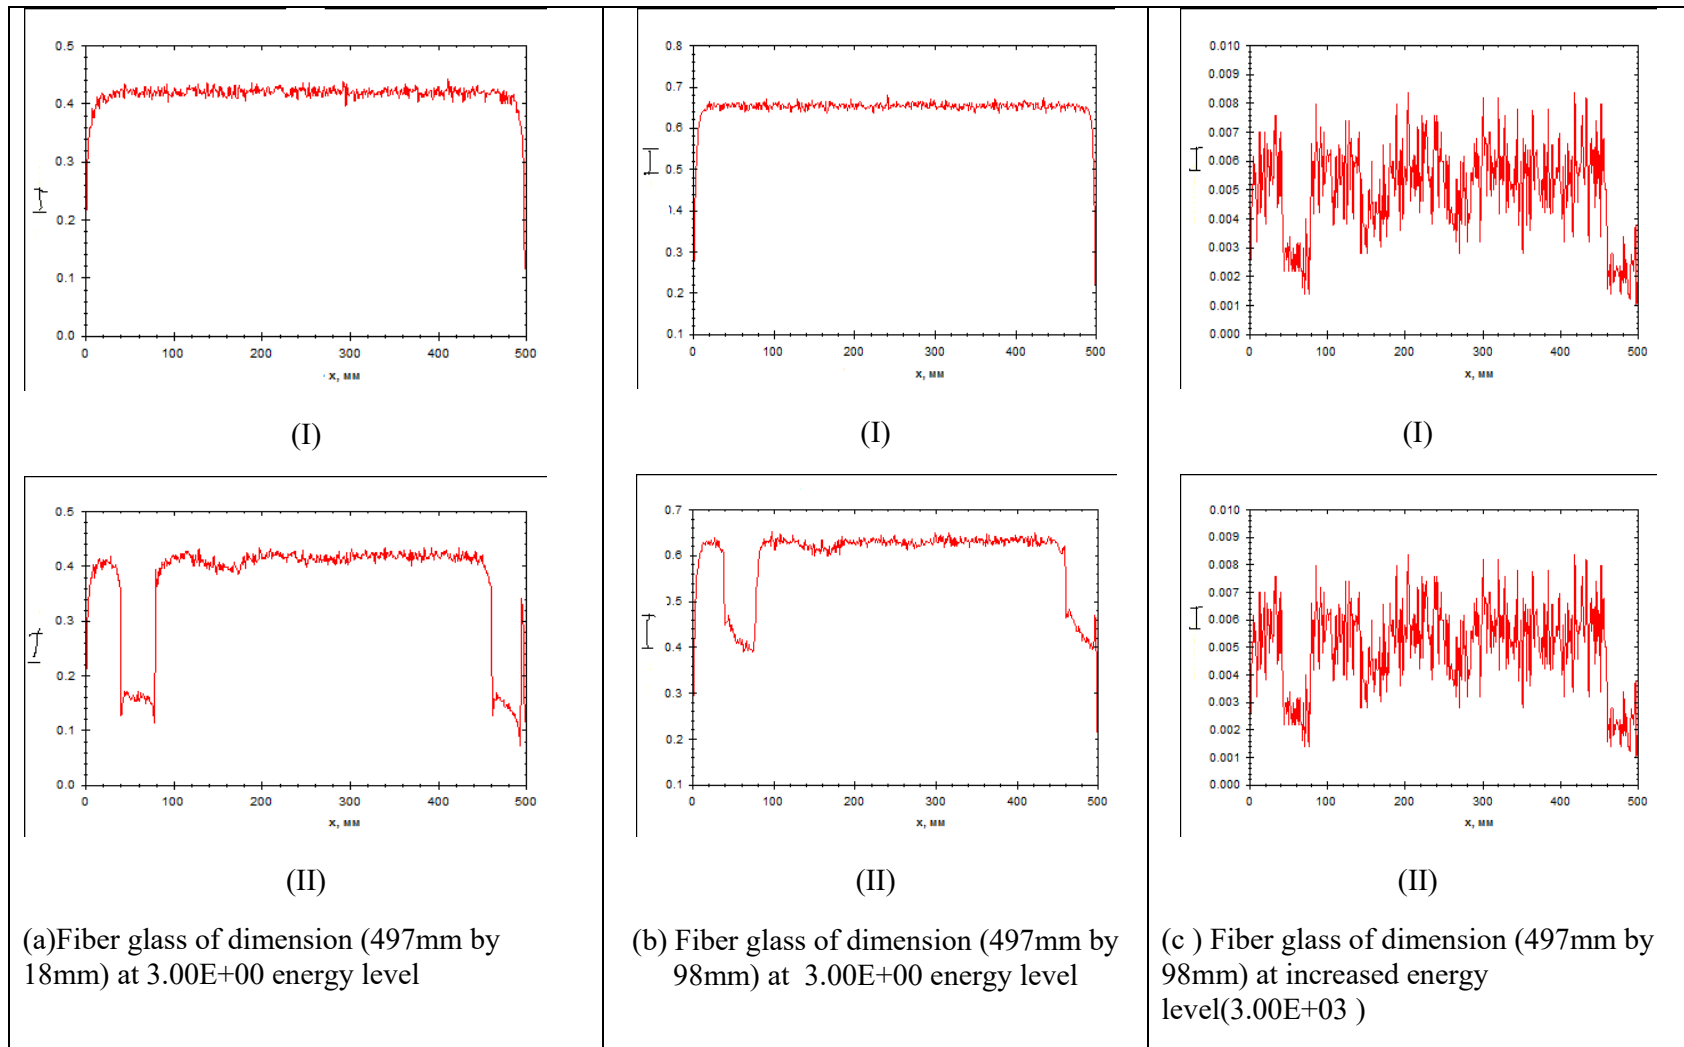 0.5
0.4
0.3
0.2
0.1
0.0
0 100 200 300 400 500
x, мм
(I)
0.5
0.4
0.3
0.2
0.1
0.0
0 100 200 300 400 500
x, мм
(II)
(a)Fiber glass of dimension (497mm by
18mm) at 3.00E+00 energy level
0.8
0.7
0.6
0.5
1.4
0.3
0.2
0.1
0 100 200 300 400 500
x, мм
(I)
0.7
0.6
0.5
0.4
0.3
0.2
0.1
0 100 200 300 400 500
x, мм
(II)
(b) Fiber glass of dimension (497mm by
98mm) at 3.00E+00 energy level
0.010
0.009
0.008
0.007
0.006
0.005
0.004
0.003
0.002
0.001
0.000
0 100 200 300 400 500
x, мм
(I)
0.010
0.009
0.008
0.007
0.006
0.005
0.004
0.003
0.002
0.001
0.000
0 100 200 300 400 500
x, мм
(II)
(c ) Fiber glass of dimension (497mm by
98mm) at increased energy
level(3.00E+03 )